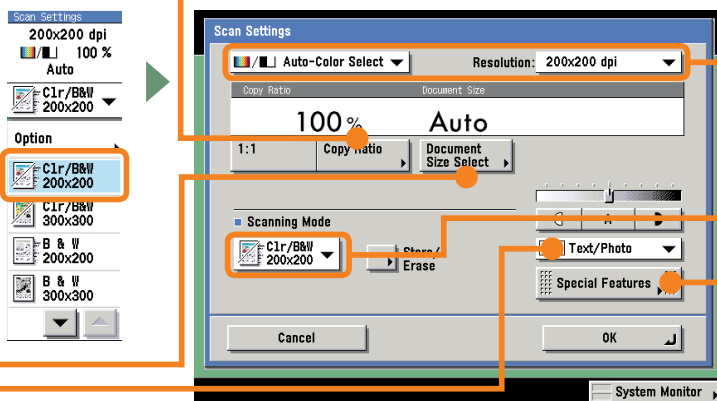 Scan Settings
200x200 dpi
100 %
Auto
Clr/B&W
200x200
Option
Clr/B&W
200x200
Clr/B&W
300x300
B & W
200x200
B & W
300x300
Scan Settings
Auto-Color Select
Resolution: 200x200 dpi
Copy Ratio
Document Size
100 %
Auto
1:1
Copy Ratio
Document
Size Select
A
Scanning Mode
Clr/B&W
200x200
Store/
Erase
Text/Photo
Special Features
Cancel
OK
System Monitor